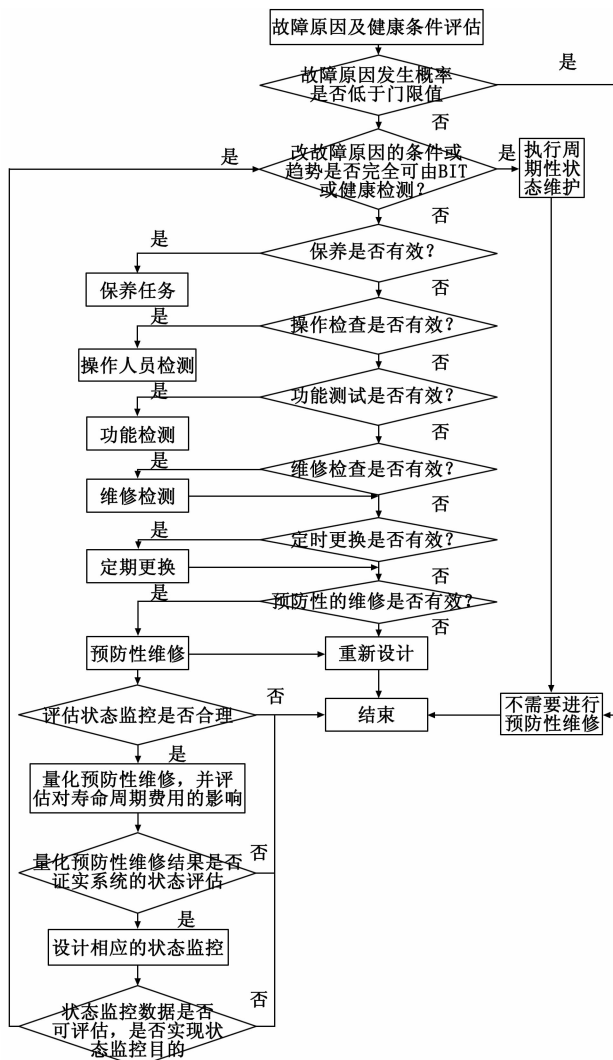 故障原因及健康条件评估
故障原因发生概率
是否低于门限值
是
否
改故障原因的条件或
趋势是否完全可由BIT
或健康检测?
是
是
执行周
期性状
态维护
否
保养是否有效?
是
保养任务
否
操作检查是否有效?
是
操作人员检测
否
功能测试是否有效?
是
功能检测
否
维修检查是否有效?
是
维修检测
否
定时更换是否有效?
是
定期更换
否
预防性的维修是否有效?
是
否
预防性维修
重新设计
评估状态监控是否合理
否
结束
不需要进行
预防性维修
是
量化预防性维修，并评
估对寿命周期费用的影响
量化预防性维修结果是否
证实系统的状态评估
否
是
设计相应的状态监控
状态监控数据是否
可评估，是否实现状
态监控目的
否